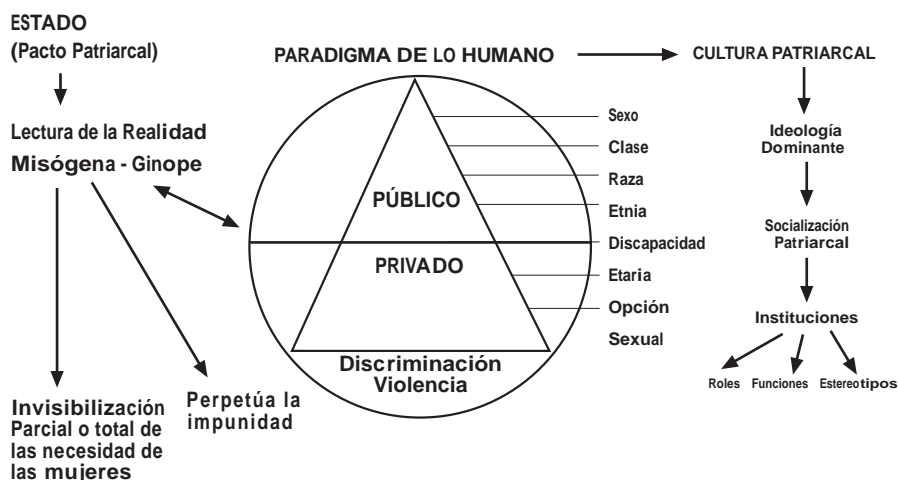 ESTADO
(Pacto Patriarcal)
Lectura de la Realidad
Misógena - Ginope
Invisibilización
Parcial o total de
las necesidad de
las mujeres
Perpetúa la
impunidad
PARADIGMA DE LO HUMANO
PÚBLICO
PRIVADO
Discriminación
Violencia
Sexo
Clase
Raza
Etnia
Discapacidad
Etaria
Opción
Sexual
CULTURA PATRIARCAL
Ideología
Dominante
Socialización
Patriarcal
Instituciones
Roles Funciones Estereotipos